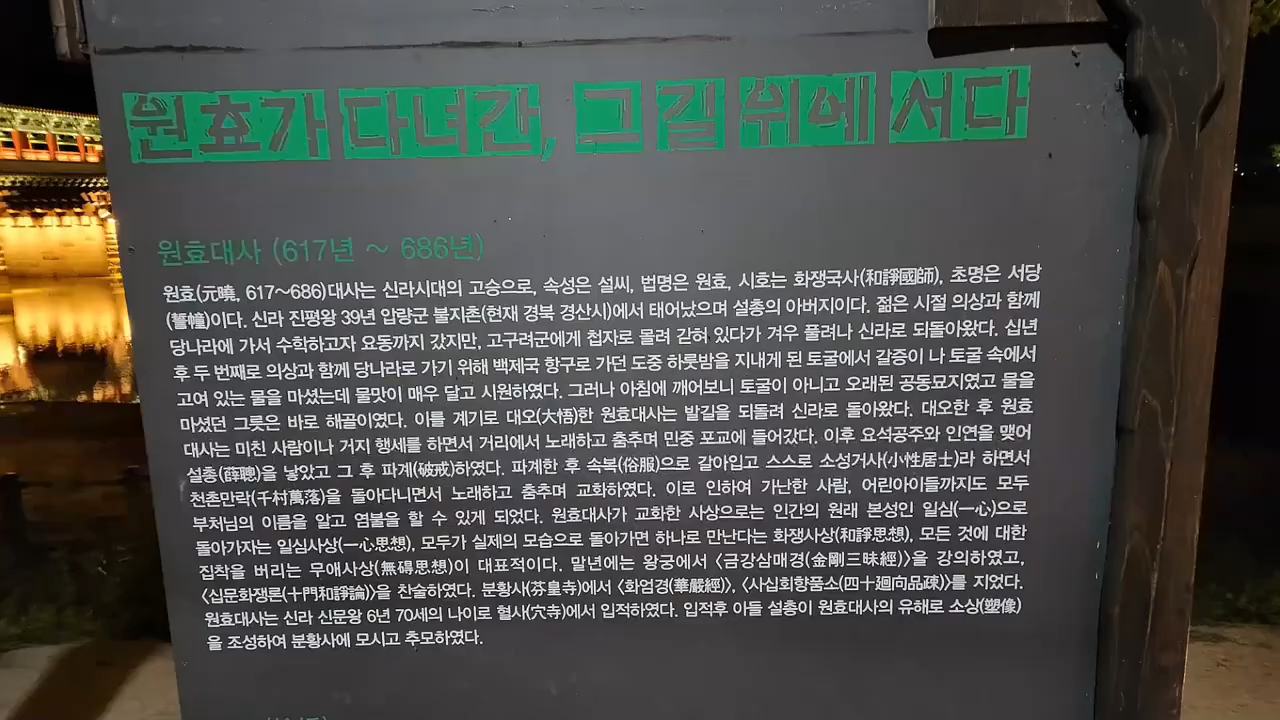 원효가 다녀간, 그 길 위에 서다
원효대사 (617년 ~ 686년)
원효(元曉, 617~686)대사는 신라시대의 고승으로, 속성은 설씨, 법명은 원효, 시호는 화쟁국사(和諍國師), 초명은 서당
(誓幢)이다. 신라 진평왕 39년 압량군 불지촌(현재 경북 경산시)에서 태어났으며 설총의 아버지이다. 젊은 시절 의상과 함께
당나라에 가서 수학하고자 요동까지 갔지만, 고구려군에게 첩자로 몰려 갇혀 있다가 겨우 풀려나 신라로 되돌아왔다. 십년
후 두 번째로 의상과 함께 당나라로 가기 위해 백제국 항구로 가던 도중 하룻밤을 지내게 된 토굴에서 갈증이 나 토굴 속에서
고여 있는 물을 마셨는데 물맛이 매우 달고 시원하였다. 그러나 아침에 깨어보니 토굴이 아니고 오래된 공동묘지였고 물을
마셨던 그릇은 바로 해골이였다. 이를 계기로 대오(大悟)한 원효대사는 발길을 되돌려 신라로 돌아왔다. 대오한 후 원효
대사는 미친 사람이나 거지 행세를 하면서 거리에서 노래하고 춤추며 민중 포교에 들어갔다. 이후 요석공주와 인연을 맺어
설총(薛聰)을 낳았고 그 후 파계(破戒)하였다. 파계한 후 속복(俗服)으로 갈아입고 스스로 소성거사(小性居士)라 하면서
천촌만락(千村萬落)을 돌아다니면서 노래하고 춤추며 교화하였다. 이로 인하여 가난한 사람, 어린아이들까지도 모두
부처님의 이름을 알고 염불을 할 수 있게 되었다. 원효대사가 교화한 사상으로는 인간의 원래 본성인 일심(一心)으로
돌아가자는 일심사상(一心思想), 모두가 실제의 모습으로 돌아가면 하나로 만난다는 화쟁사상(和諍思想), 모든 것에 대한
집착을 버리는 무애사상(無碍思想)이 대표적이다. 말년에는 왕궁에서 〈금강삼매경(金剛三昧經)〉을 강의하였고,
〈십문화쟁론(十門和諍論)〉을 찬술하였다. 분황사(芬皇寺)에서 〈화엄경(華嚴經)〉, 〈사십회향품소(四十廻向品疎)〉를 지었다.
원효대사는 신라 신문왕 6년 70세의 나이로 혈사(穴寺)에서 입적하였다. 입적후 아들 설총이 원효대사의 유해로 소상(塑像)
을 조성하여 분황사에 모시고 추모하였다.